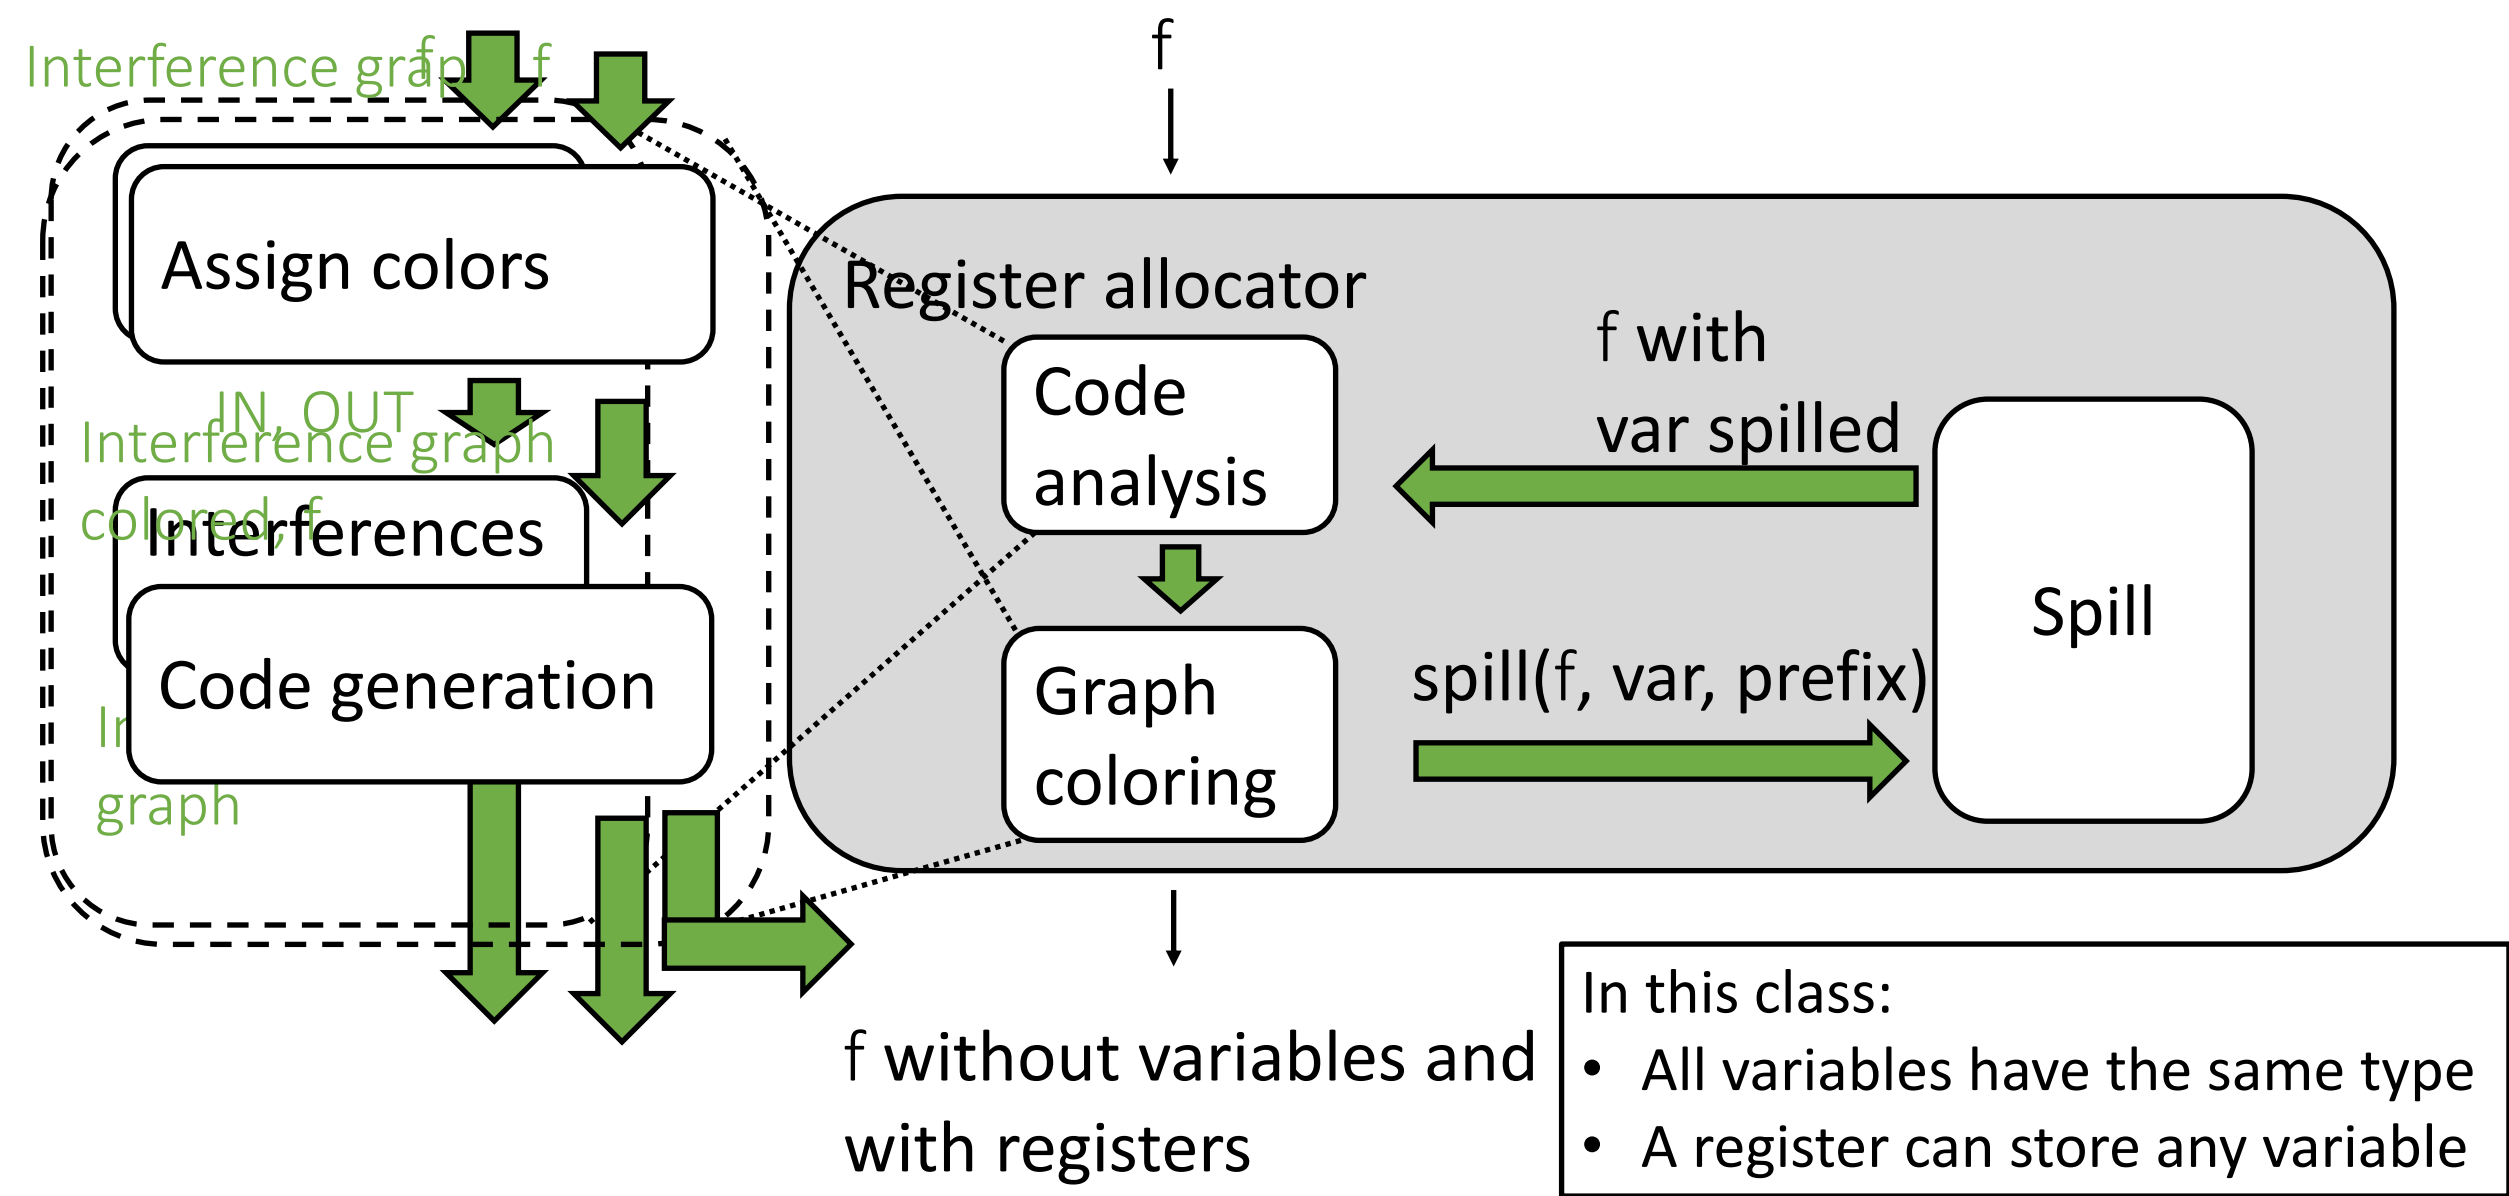 Interference graph, f
f
f
Assign colors
IN, OUT
Interference graph
colored, f
Interferences
Code generation
graph
Register allocator
Code
analysis
Graph
coloring
f with
var spilled
spill(f, var, prefix)
Spill
f without variables and
with registers
In this class:
• All variables have the same type
• A register can store any variable